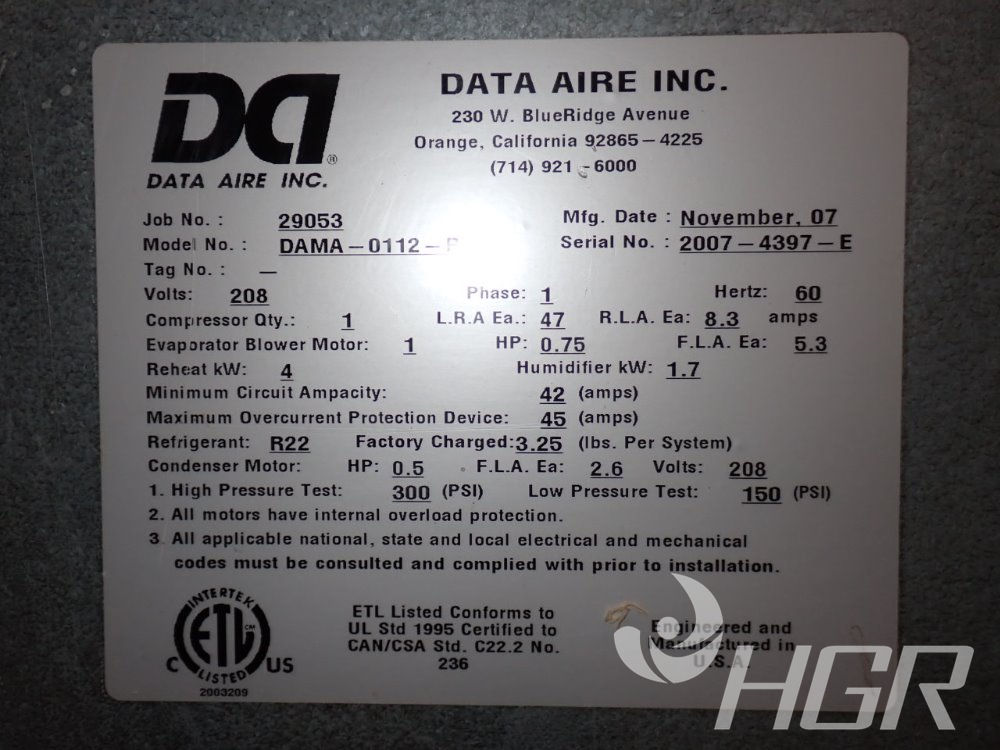 DA®
DATA AIRE INC.
DATA AIRE INC.
230 W. BlueRidge Avenue
Orange, California 92865-4225
(714) 921-6000
Job No. : 29053 Mfg. Date : November, 07
Model No. : DAMA-0112- Serial No. : 2007-4397-E
Tag No. : —
Volts: 208 Phase: 1 Hertz: 60
Compressor Qty.: 1 L.R.A Ea.: 47 R.L.A. Ea: 8.3 amps
Evaporator Blower Motor: 1 HP: 0.75 F.L.A. Ea: 5.3
Reheat kW: 4 Humidifier kW: 1.7
Minimum Circuit Ampacity: 42 (amps)
Maximum Overcurrent Protection Device: 45 (amps)
Refrigerant: R22 Factory Charged: 3.25 (lbs. Per System)
Condenser Motor: HP: 0.5 F.L.A. Ea: 2.6 Volts: 208
1. High Pressure Test: 300 (PSI) Low Pressure Test: 150 (PSI)
2. All motors have internal overload protection.
3. All applicable national, state and local electrical and mechanical
codes must be consulted and complied with prior to installation.
INTERTEK
ETL CM
LISTED
C US
2003209
ETL Listed Conforms to
UL Std 1995 Certified to
CAN/CSA Std. C22.2 No.
236
Engineered and
Manufactured in
U.S.A.
HGR